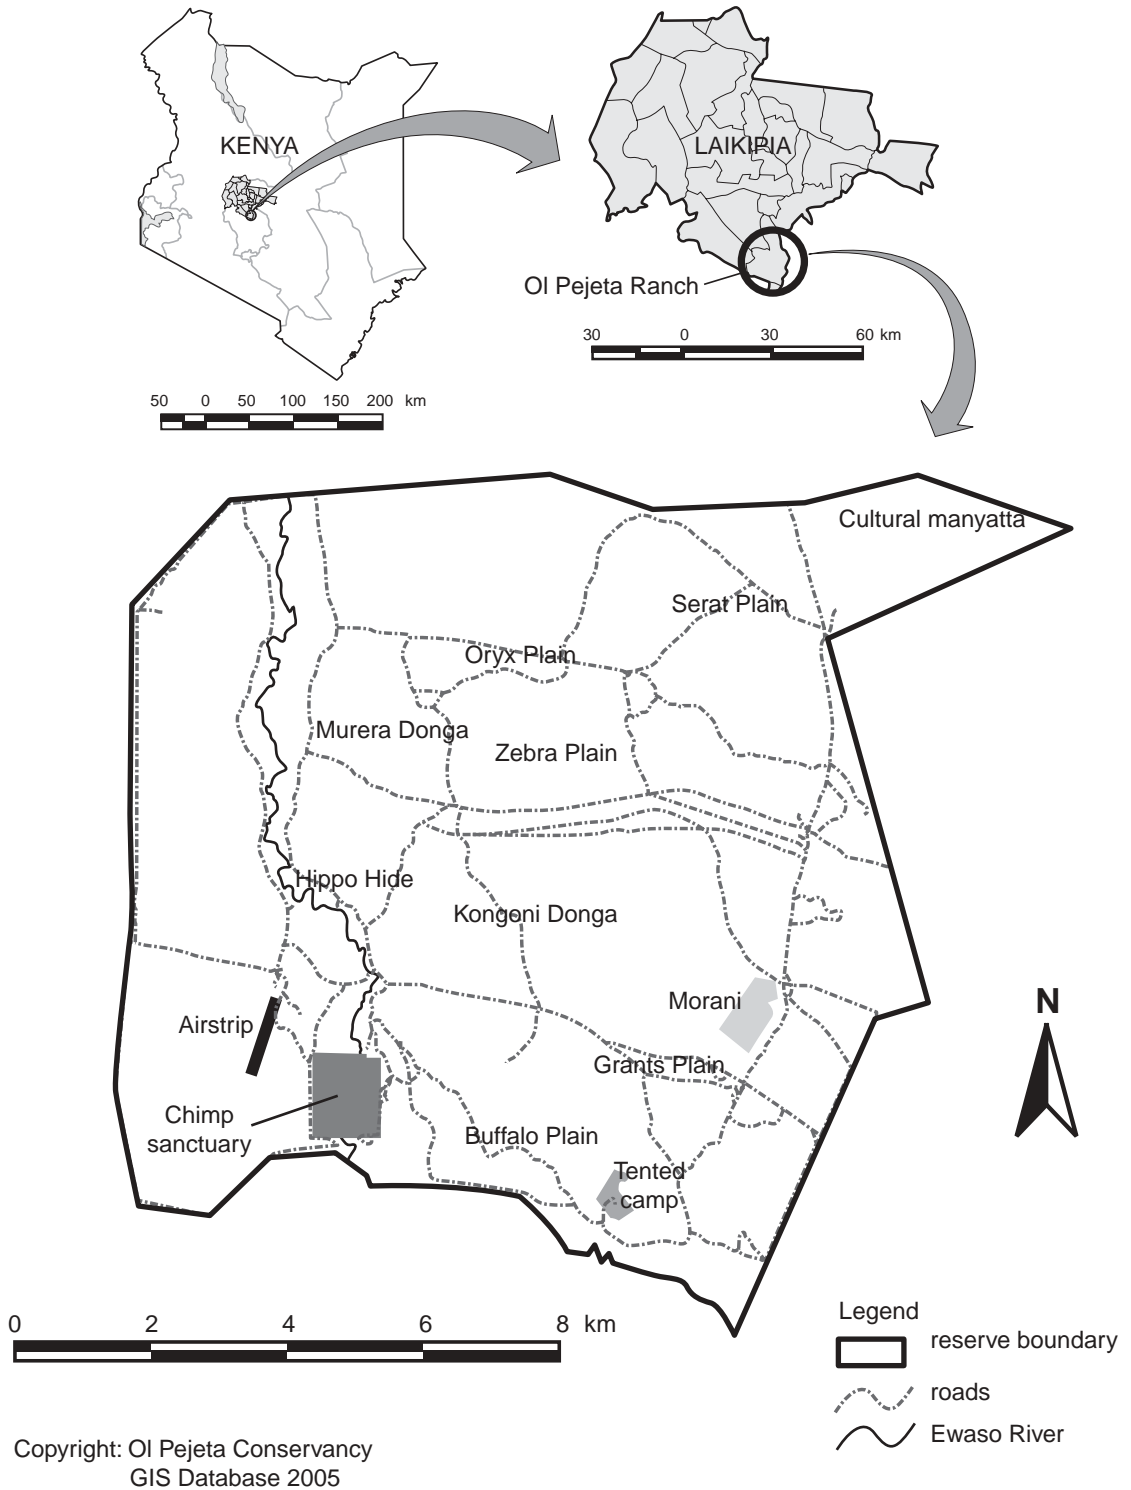 KENYA
LAIKIPIA
Ol Pejeta Ranch
30 0 30 60 km
50 0 50 100 150 200 km
Cultural manyatta
Serat Plain
Oryx Plain
Murera Donga
Zebra Plain
Hippo Hide
Kongoni Donga
Morani
N
Airstrip
Grants Plain
Chimp
sanctuary
Buffalo Plain
Tented
camp
0 2 4 6 8 km
Legend
reserve boundary
roads
Ewaso River
Copyright: Ol Pejeta Conservancy
GIS Database 2005